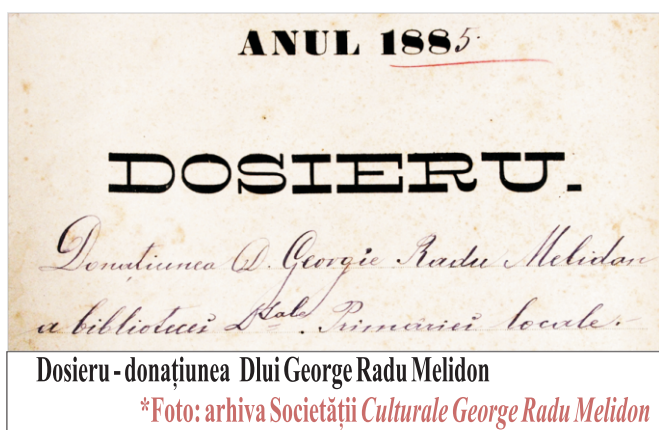 ANUL 1885.
DOSIERU.
Donațiunea D. Georgie Radu Melidon
a bibliotecei Primăriei locale.
Dosieru - donațiunea Dlui George Radu Melidon
*Foto: arhiva Societății Culturale George Radu Melidon